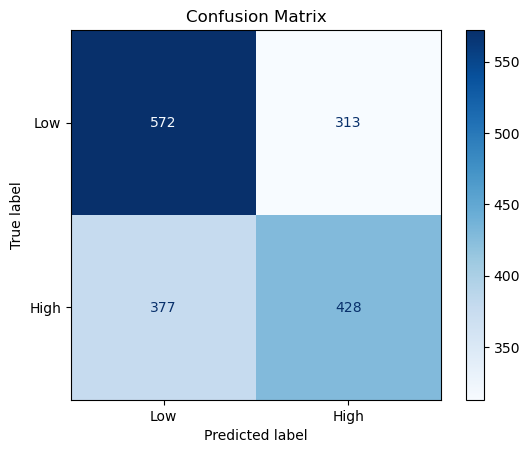 Confusion Matrix
True label
Low
572
313
High
377
428
Low
High
Predicted label
550
500
450
400
350